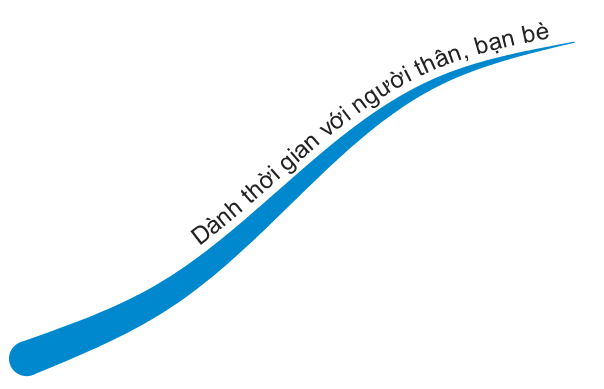 Dành thời gian với người thân, bạn bè